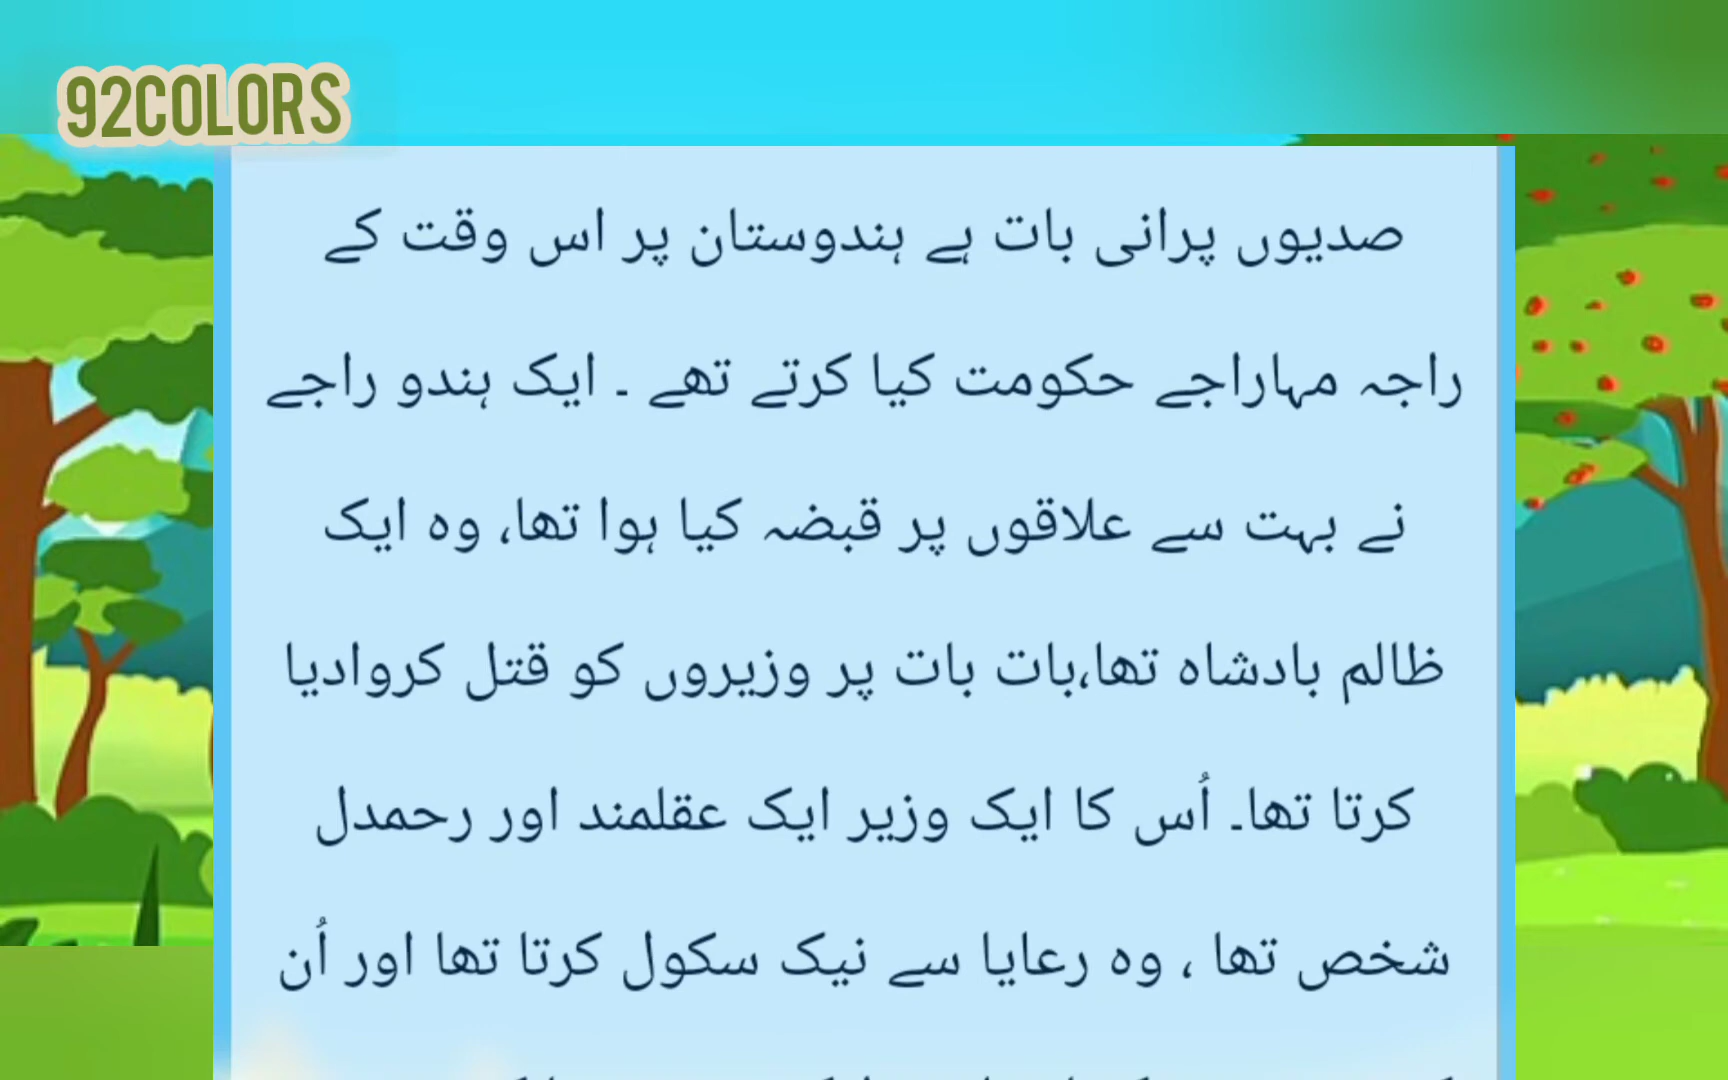 92COLORS
صدیوں پرانی بات ہے ہندوستان پر اس وقت کے
راجہ مہاراجے حکومت کیا کرتے تھے ۔ ایک ہندو راجے
نے بہت سے علاقوں پر قبضہ کیا ہوا تھا، وہ ایک
ظالم بادشاہ تھا،بات بات پر وزیروں کو قتل کروادیا
کرتا تھا۔ اُس کا ایک وزیر ایک عقلمند اور رحمدل
شخص تھا ، وہ رعایا سے نیک سکول کرتا تھا اور اُن